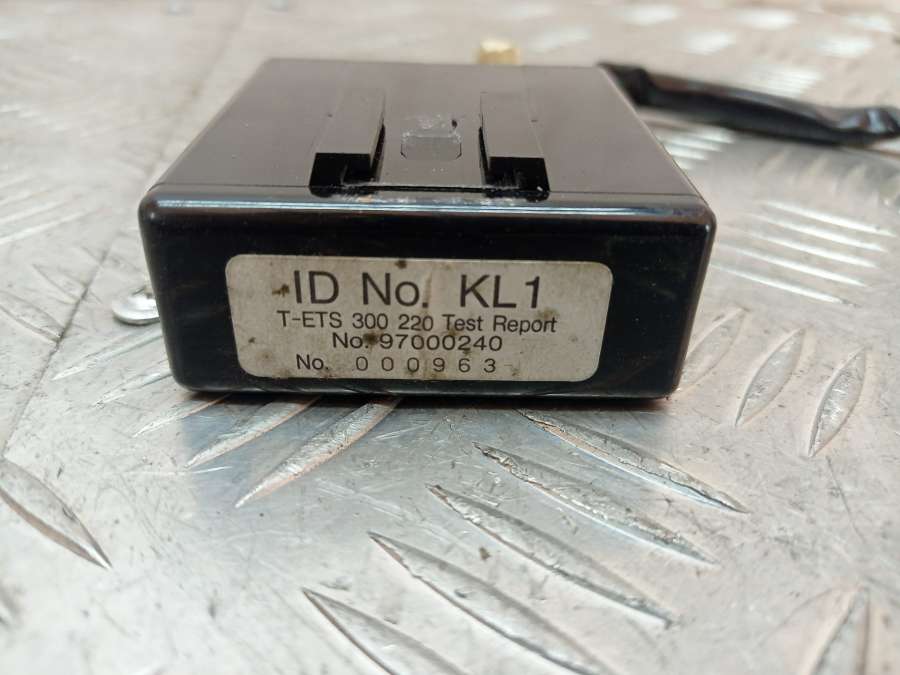 ID No. KL1
T-ETS 300 220 Test Report
No. 97000240
No. 000963